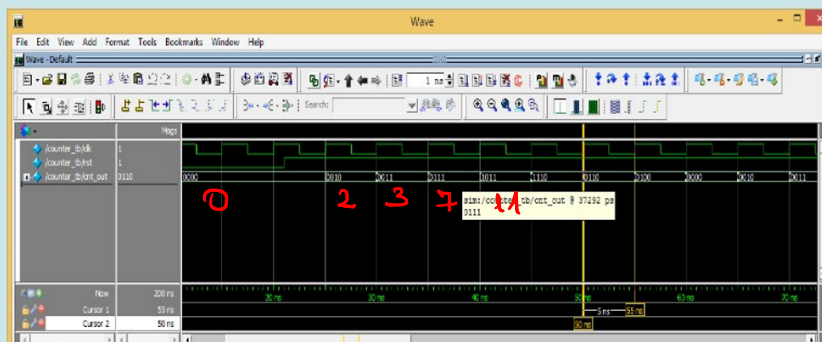 Wave
File Edit View Add Format Tools Bookmarks Window Help
Wave - Default
1 ns
Search:
Msgs
/counter_tb/clk 1
/counter_tb/rst 1
/counter_tb/cnt_out 0110 0000 0010 0011 0111 1011 1110 0110 0100 0000 0010 0011
0 2 3 7 11
sim:/counter_tb/cnt_out @ 37292 ps
0111
Now 200 ns 20 ns 30 ns 40 ns 50 ns 60 ns 70 ns
Cursor 1 55 ns 5 ns 55 ns
Cursor 2 50 ns 50 ns